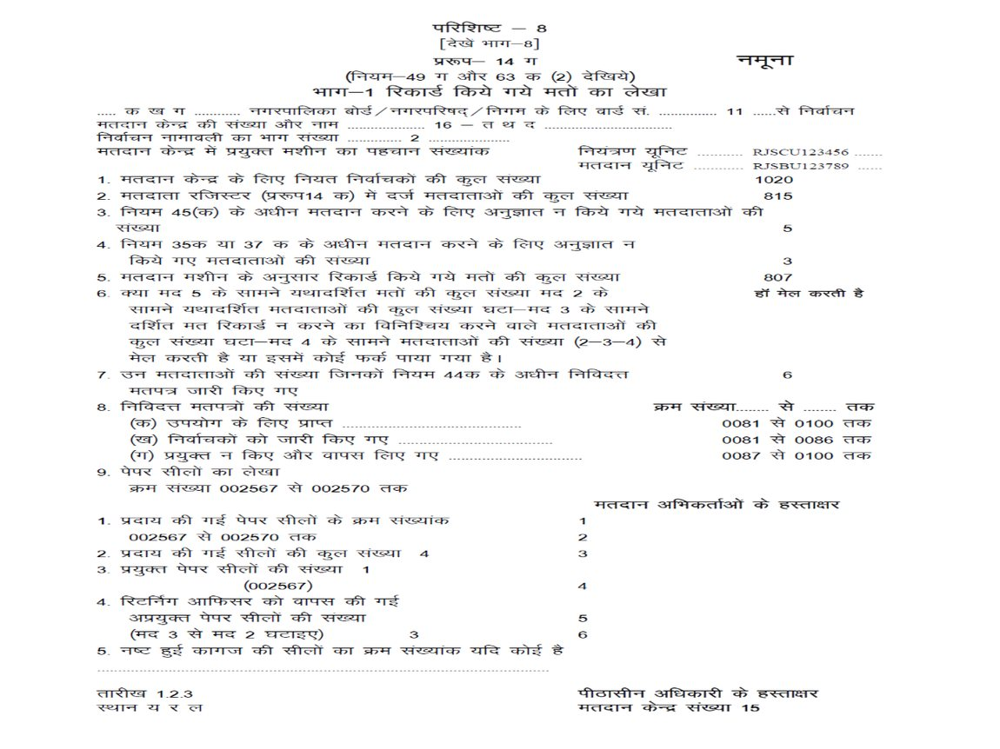 परिशिष्ट – 8
[देखें भाग–8]
प्ररूप– 14 ग
नमूना
(नियम–49 ग और 63 क (2) देखिये)
भाग–1 रिकार्ड किये गये मतों का लेखा
..... क ख ग ............ नगरपालिका बोर्ड/नगरपरिषद्/निगम के लिए वार्ड सं. ............... 11 ......से निर्वाचन
मतदान केन्द्र की संख्या और नाम .................... 16 – त थ द .................................
निर्वाचन नामावली का भाग संख्या .............. 2 .....................
मतदान केन्द्र में प्रयुक्त मशीन का पहचान संख्यांक नियंत्रण यूनिट ............ RJSCU123456 .......
मतदान यूनिट ............. RJSBU123789 ......
1. मतदान केन्द्र के लिए नियत निर्वाचकों की कुल संख्या 1020
2. मतदाता रजिस्टर (प्ररूप14 क) में दर्ज मतदाताओं की कुल संख्या 815
3. नियम 45(क) के अधीन मतदान करने के लिए अनुज्ञात न किये गये मतदाताओं की
संख्या 5
4. नियम 35क या 37 क के अधीन मतदान करने के लिए अनुज्ञात न
किये गए मतदाताओं की संख्या 3
5. मतदान मशीन के अनुसार रिकार्ड किये गये मतों की कुल संख्या 807
6. क्या मद 5 के सामने यथादर्शित मतों की कुल संख्या मद 2 के हॉ मेल करती है
सामने यथादर्शित मतदाताओं की कुल संख्या घटा–मद 3 के सामने
दर्शित मत रिकार्ड न करने का विनिश्चिय करने वाले मतदाताओं की
कुल संख्या घटा–मद 4 के सामने मतदाताओं की संख्या (2–3–4) से
मेल करती है या इसमें कोई फर्क पाया गया है।
7. उन मतदाताओं की संख्या जिनकों नियम 44क के अधीन निविदत्त 6
मतपत्र जारी किए गए
8. निविदत्त मतपत्रों की संख्या क्रम संख्या........ से ........ तक
(क) उपयोग के लिए प्राप्त ............................................. 0081 से 0100 तक
(ख) निर्वाचकों को जारी किए गए ....................................... 0081 से 0086 तक
(ग) प्रयुक्त न किए और वापस लिए गए .................................. 0087 से 0100 तक
9. पेपर सीलों का लेखा
क्रम संख्या 002567 से 002570 तक
मतदान अभिकर्ताओं के हस्ताक्षर
1. प्रदाय की गई पेपर सीलों के क्रम संख्यांक 1
002567 से 002570 तक 2
2. प्रदाय की गई सीलों की कुल संख्या 4 3
3. प्रयुक्त पेपर सीलों की संख्या 1
(002567) 4
4. रिटर्निंग आफिसर को वापस की गई
अप्रयुक्त पेपर सीलों की संख्या 5
(मद 3 से मद 2 घटाइए) 3 6
5. नष्ट हुई कागज की सीलों का क्रम संख्यांक यदि कोई है
.....................................................................................................................
तारीख 1.2.3 पीठासीन अधिकारी के हस्ताक्षर
स्थान य र ल मतदान केन्द्र संख्या 15